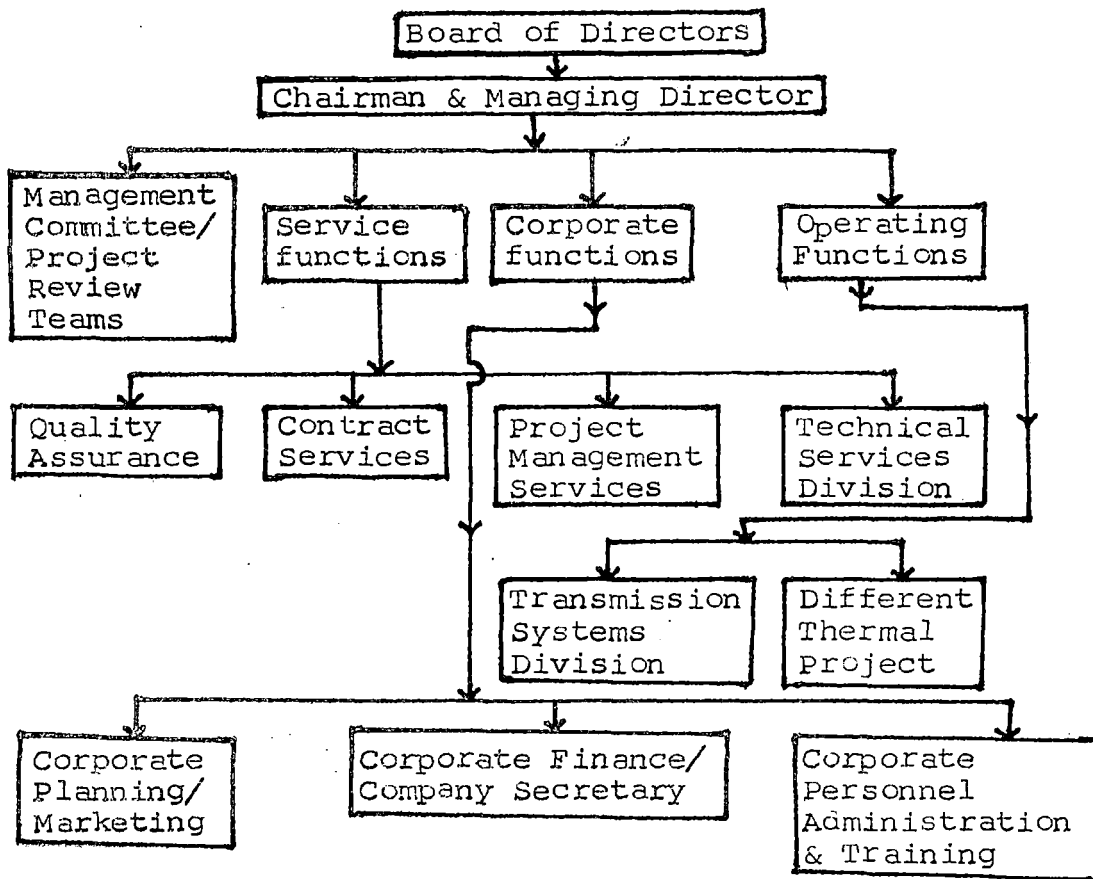 Board of Directors
Chairman & Managing Director
Management
Committee/
Project
Review
Teams
Service
functions
Corporate
functions
Operating
Functions
Quality
Assurance
Contract
Services
Project
Management
Services
Technical
Services
Division
Transmission
Systems
Division
Different
Thermal
Project
Corporate
Planning/
Marketing
Corporate Finance/
Company Secretary
Corporate
Personnel
Administration
& Training